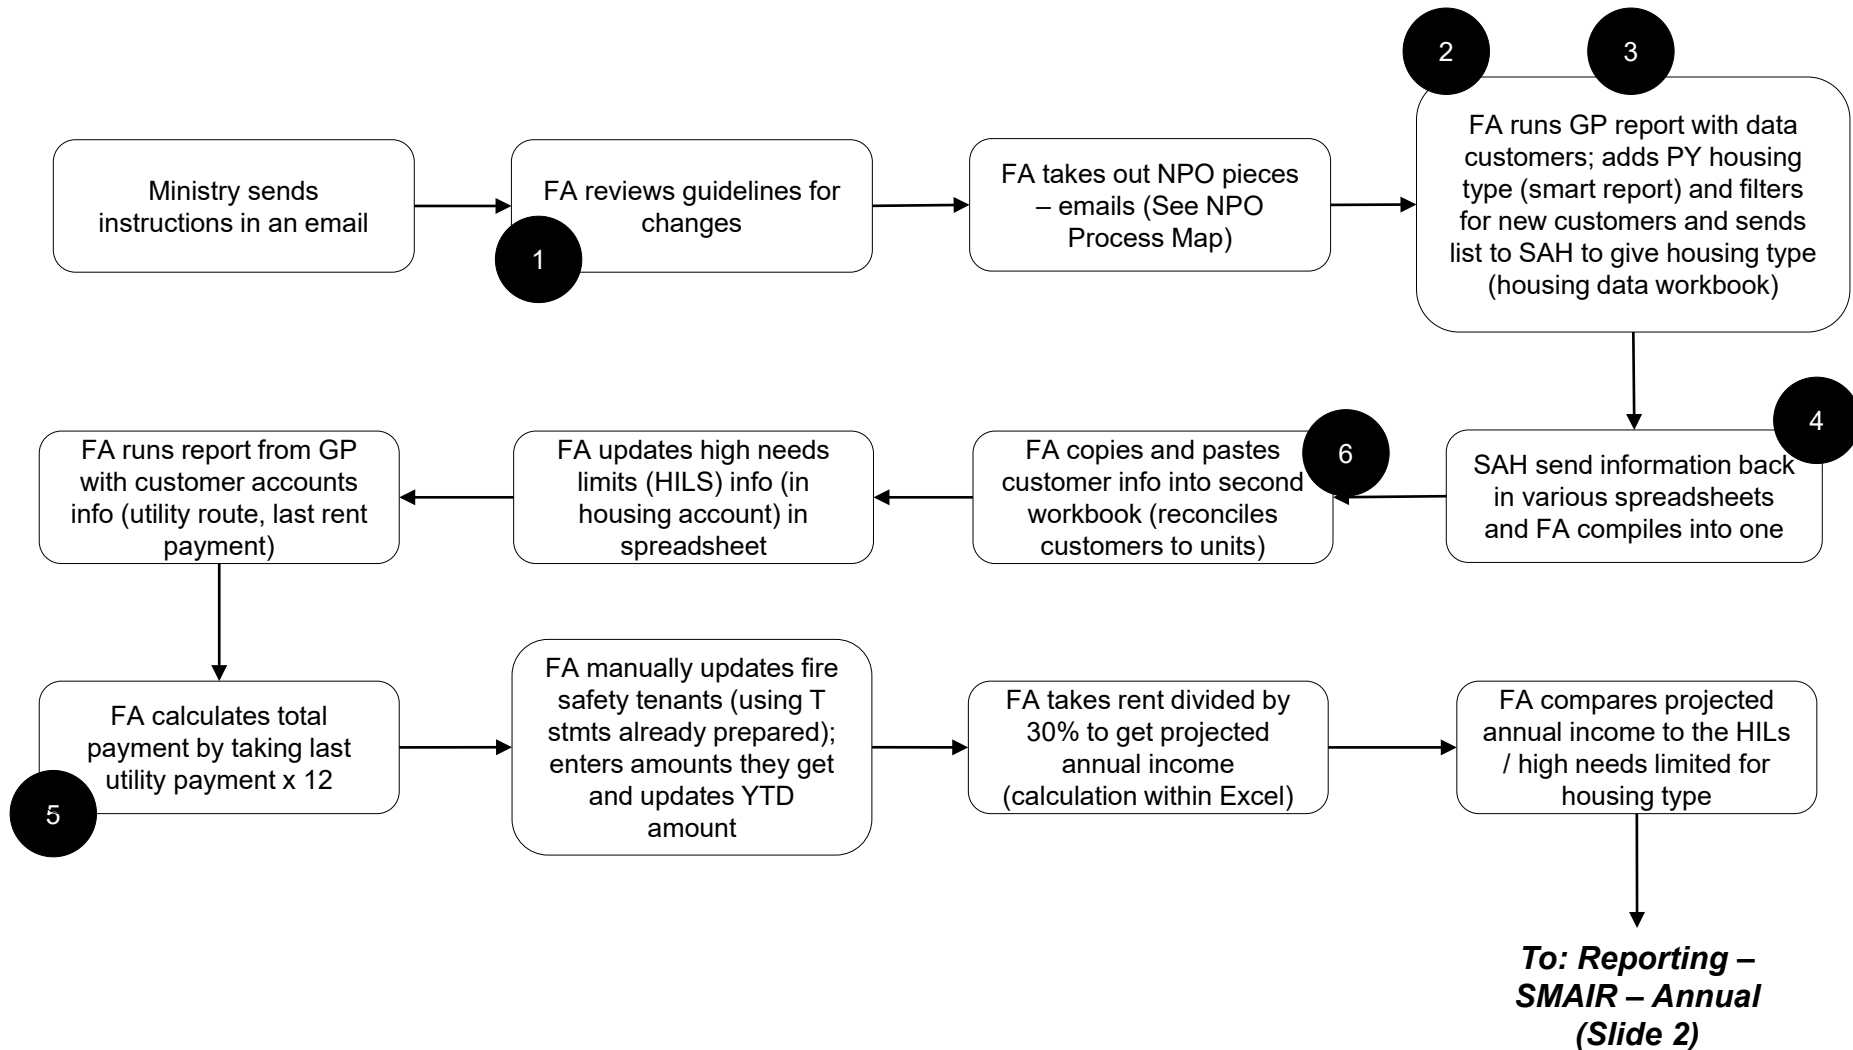 2
3
Ministry sends
instructions in an email
FA reviews guidelines for
changes
1
FA takes out NPO pieces
– emails (See NPO
Process Map)
FA runs GP report with data
customers; adds PY housing
type (smart report) and filters
for new customers and sends
list to SAH to give housing type
(housing data workbook)
4
SAH send information back
in various spreadsheets
and FA compiles into one
6
FA copies and pastes
customer info into second
workbook (reconciles
customers to units)
FA updates high needs
limits (HILS) info (in
housing account) in
spreadsheet
FA runs report from GP
with customer accounts
info (utility route, last rent
payment)
FA calculates total
payment by taking last
utility payment x 12
5
FA manually updates fire
safety tenants (using T
stmts already prepared);
enters amounts they get
and updates YTD
amount
FA takes rent divided by
30% to get projected
annual income
(calculation within Excel)
FA compares projected
annual income to the HILs
/ high needs limited for
housing type
To: Reporting –
SMAIR – Annual
(Slide 2)